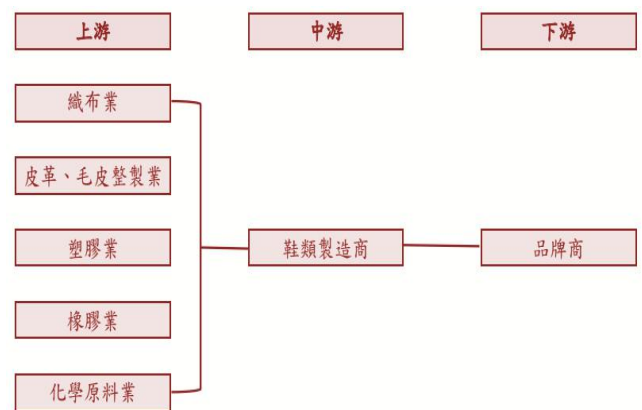 上游
中游
下游
織布業
皮革、毛皮整製業
塑膠業
鞋類製造商
品牌商
橡膠業
化學原料業